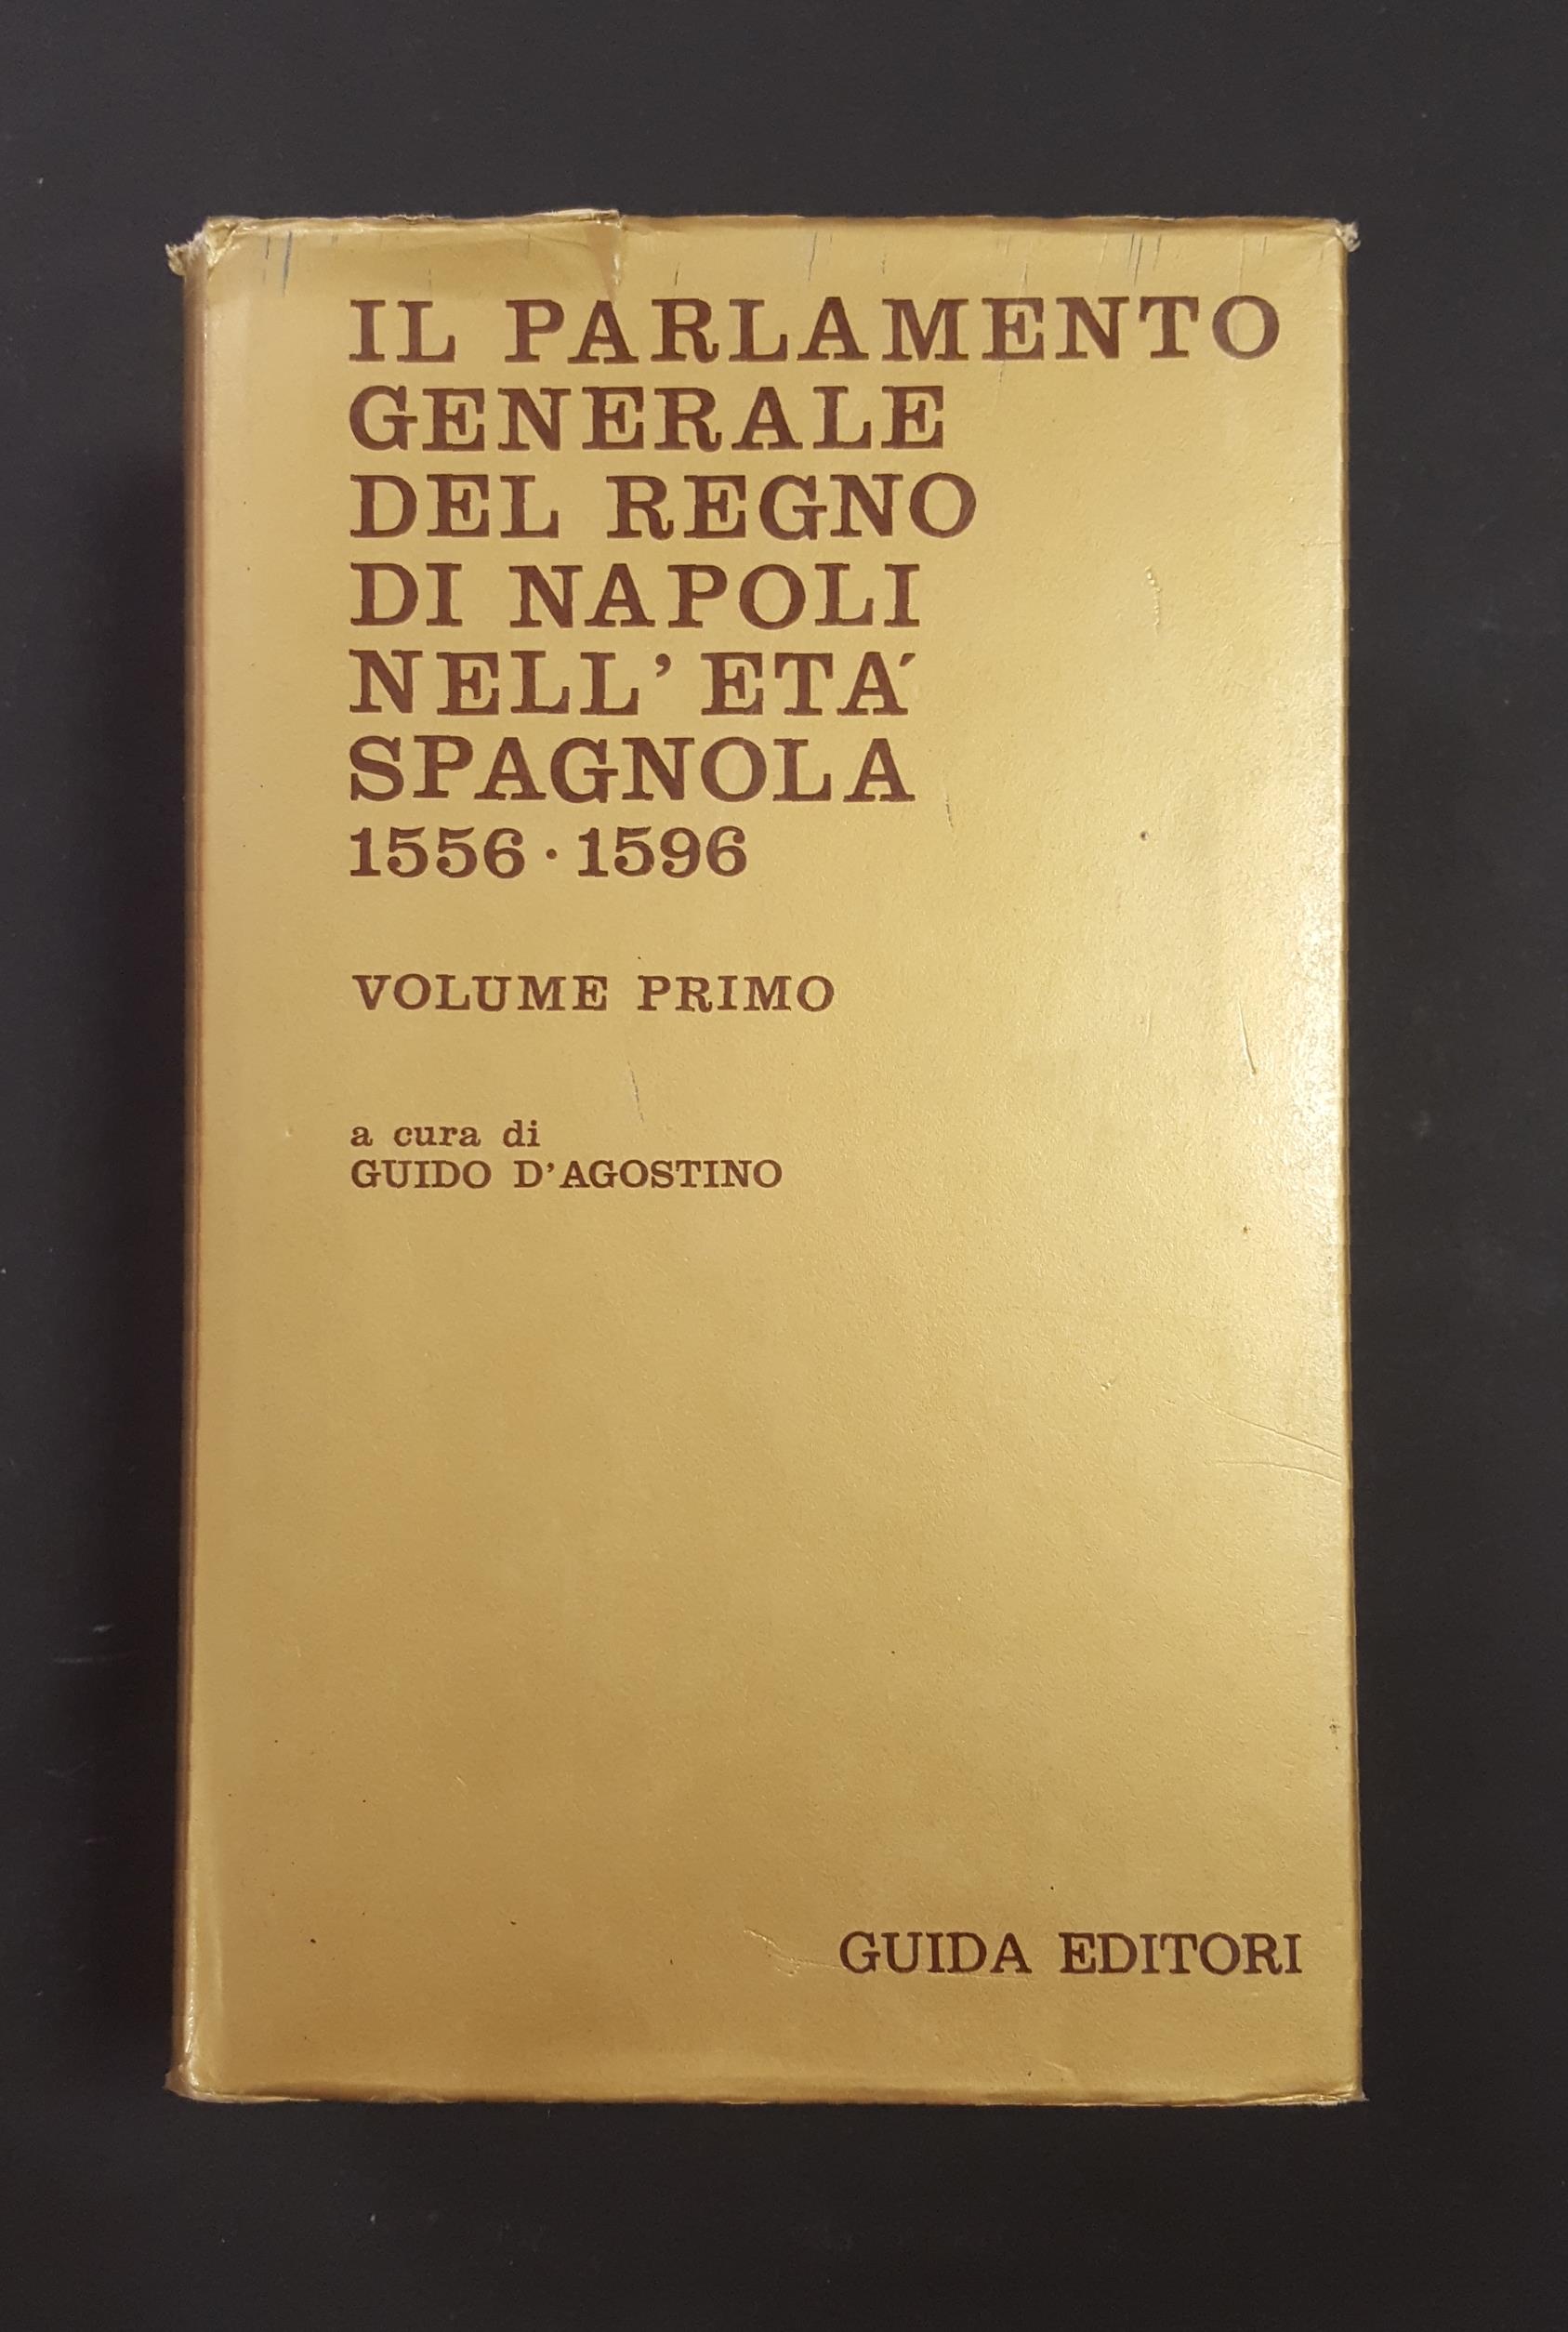 IL PARLAMENTO
GENERALE
DEL REGNO
DI NAPOLI
NELL' ETÁ
SPAGNOLA
1556 · 1596
VOLUME PRIMO
a cura di
GUIDO D'AGOSTINO
GUIDA EDITORI